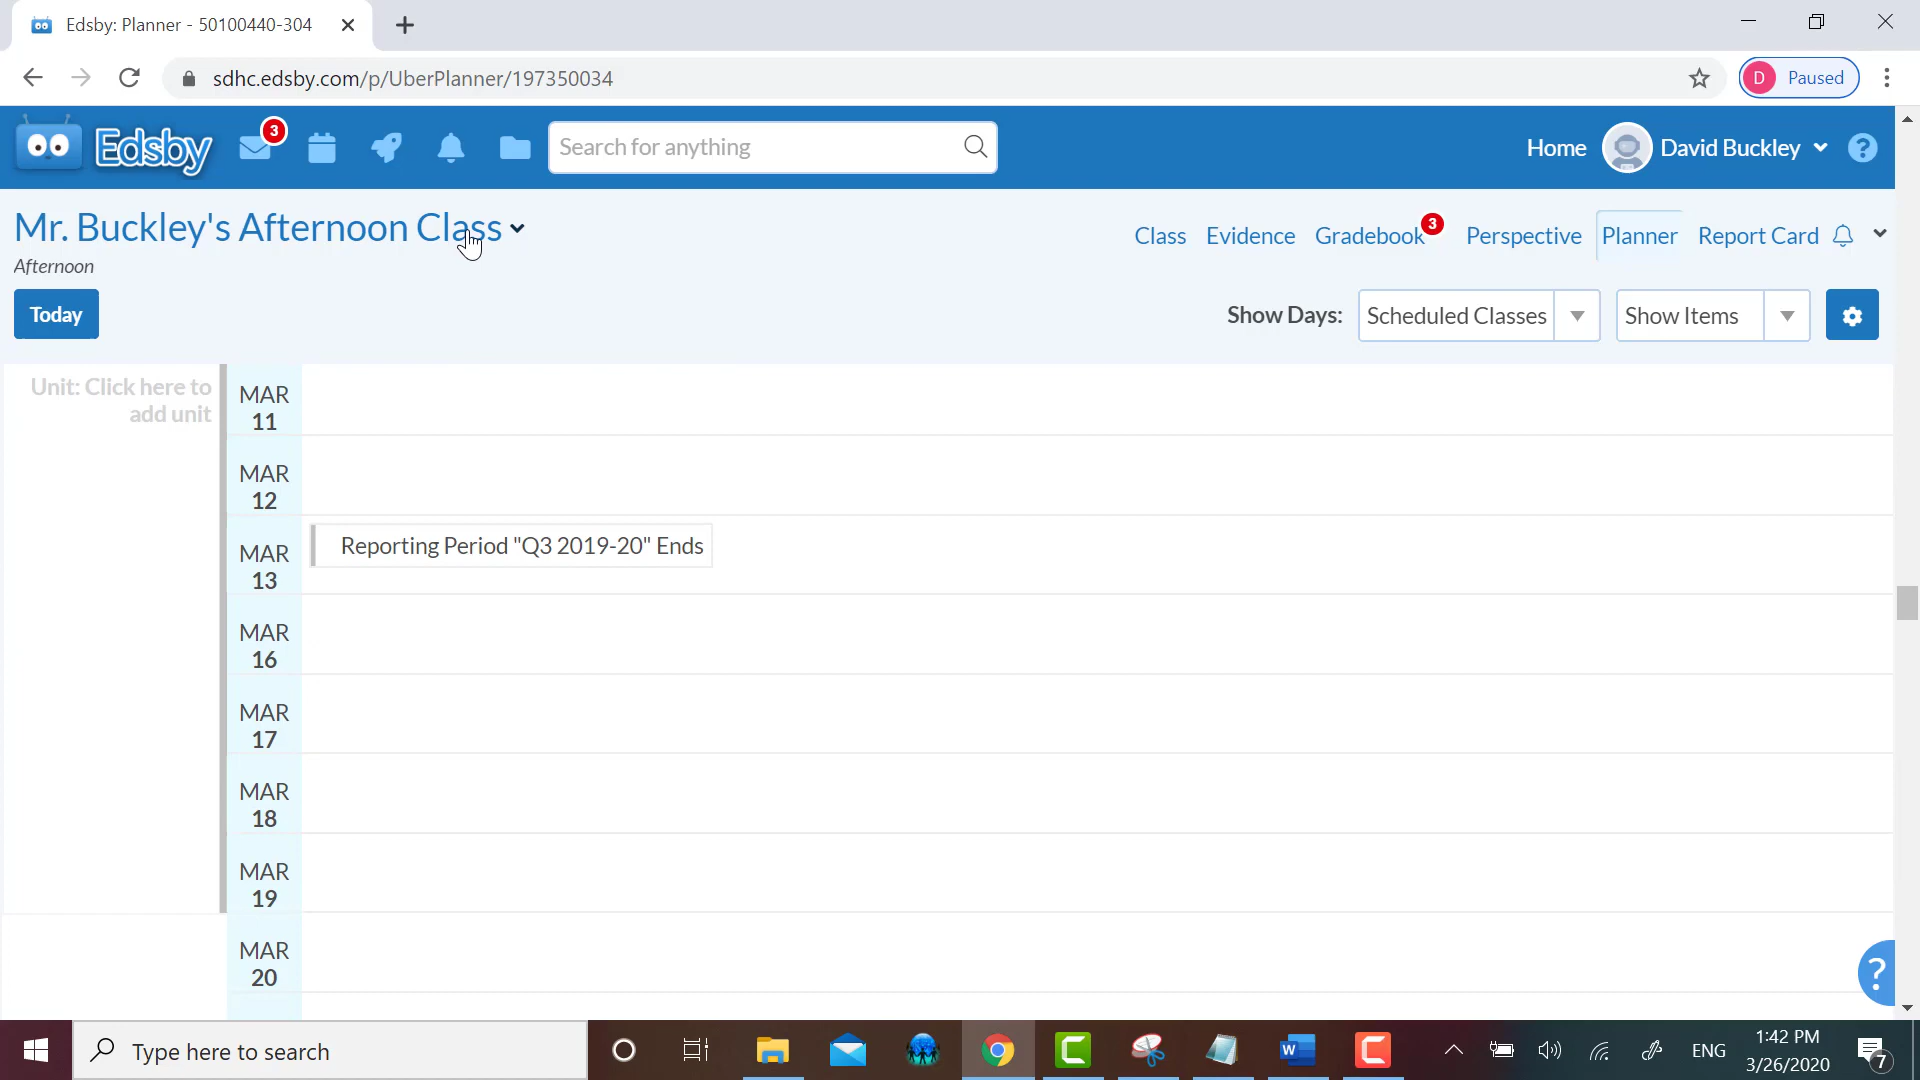 Edsby: Planner - 50100440-304
sdhc.edsby.com/p/UberPlanner/197350034
D Paused
Edsby
3
Search for anything
Home
David Buckley
?
Mr. Buckley's Afternoon Class
Afternoon
Class Evidence Gradebook 3 Perspective Planner Report Card
Today
Show Days: Scheduled Classes Show Items
Unit: Click here to
add unit
MAR
11
MAR
12
MAR
13
Reporting Period "Q3 2019-20" Ends
MAR
16
MAR
17
MAR
18
MAR
19
MAR
20
?
Type here to search
ENG
1:42 PM
3/26/2020
7